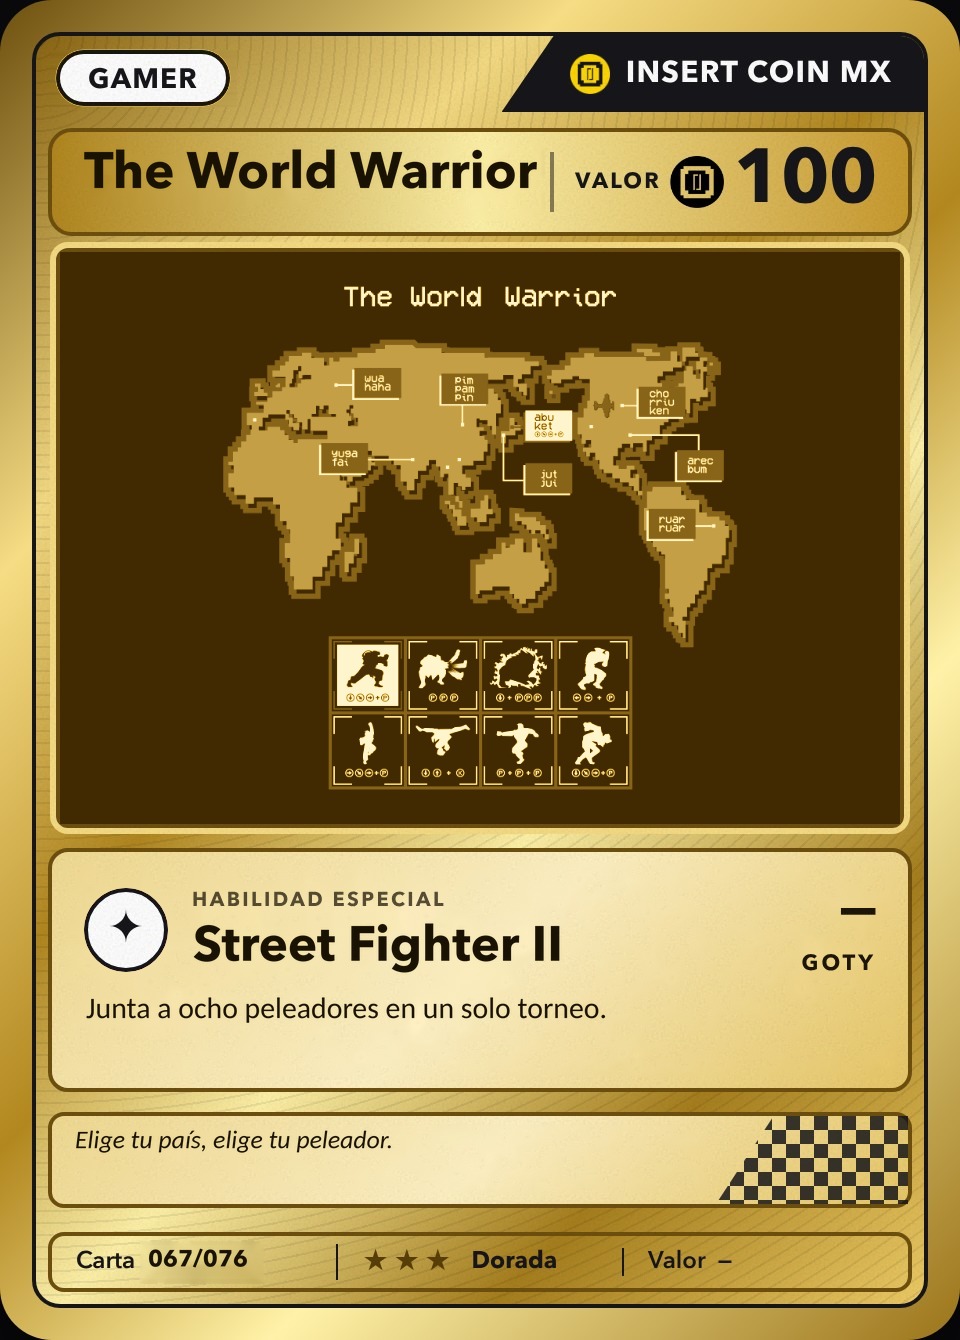 GAMER
INSERT COIN MX
The World Warrior
VALOR 100
The World Warrior
wua
haha
pim
pam
pin
abu
ket
cho
rriu
ken
yuga
fai
jut
jui
arec
bum
ruar
ruar
HABILIDAD ESPECIAL
Street Fighter II
–
GOTY
Junta a ocho peleadores en un solo torneo.
Elige tu país, elige tu peleador.
Carta 067/076
★★★ Dorada
Valor –